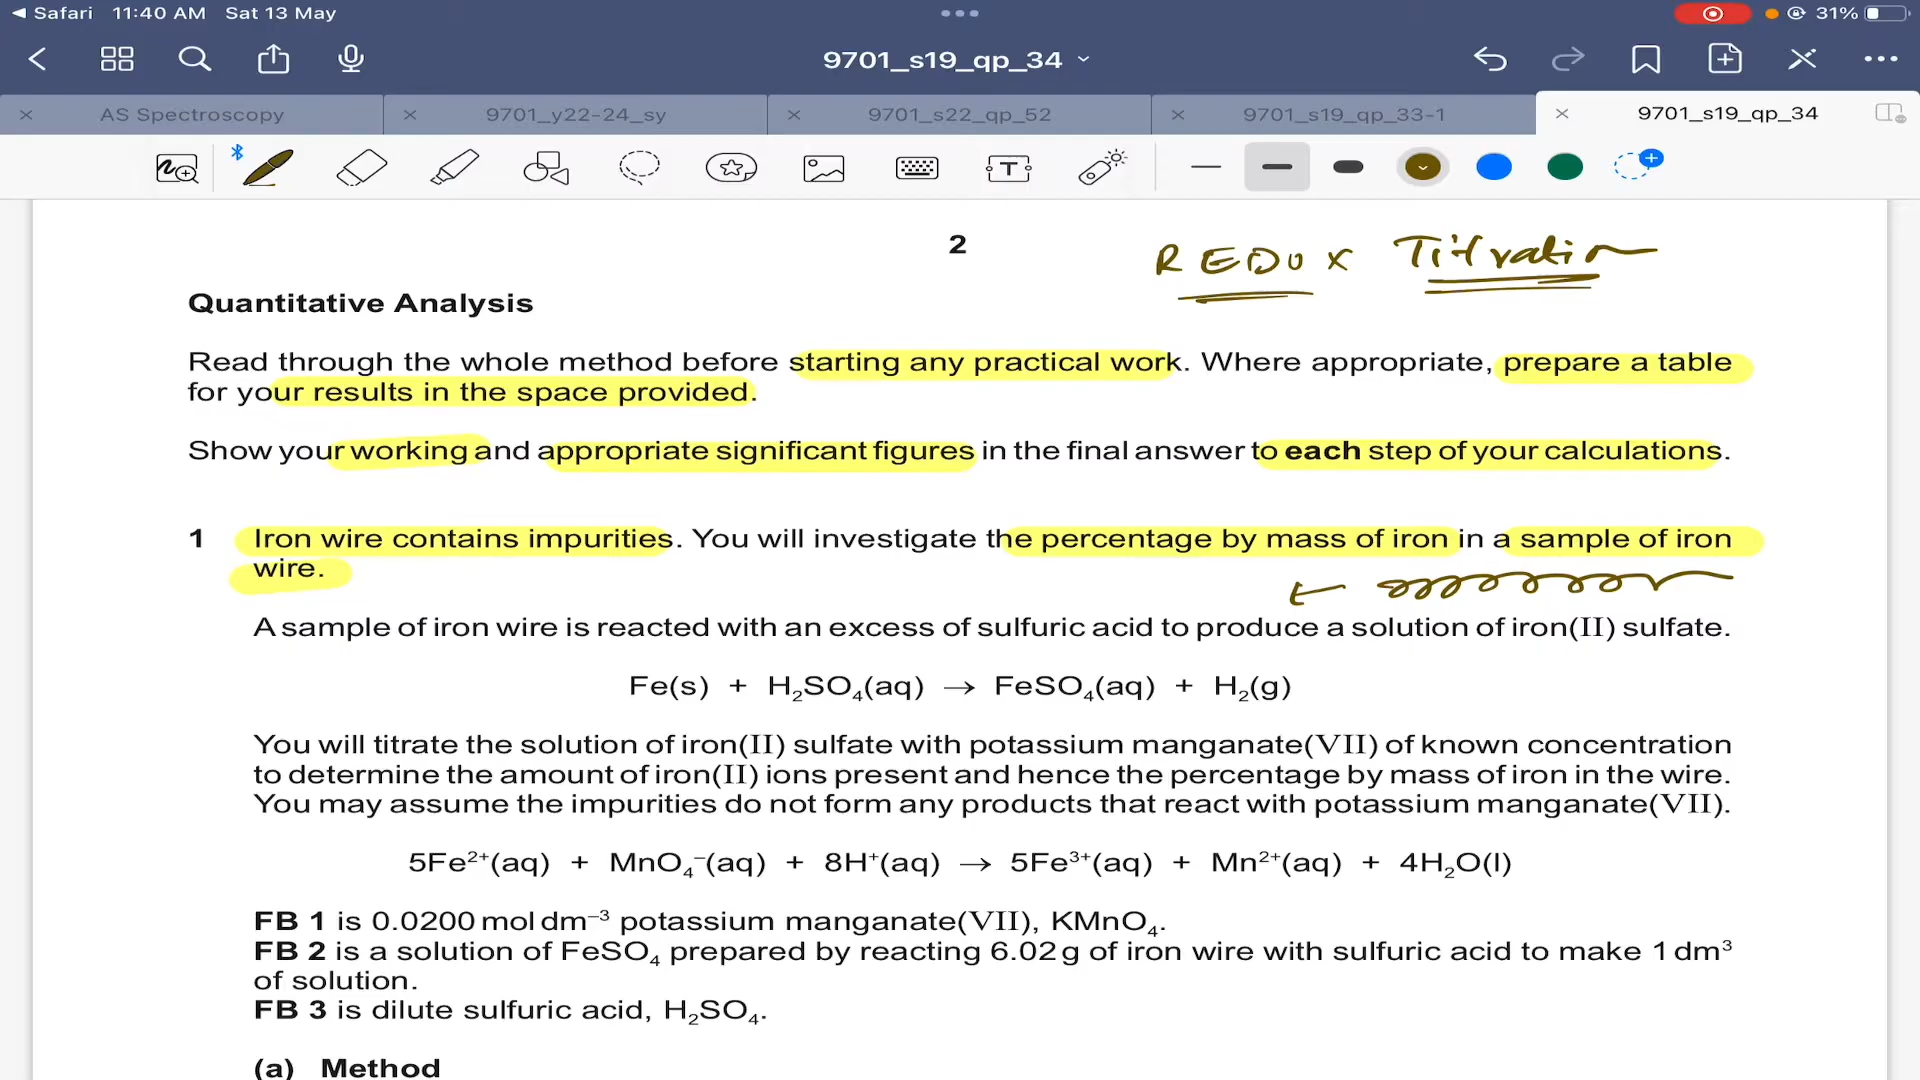 Safari 11:40 AM Sat 13 May
31%
9701_s19_qp_34
AS Spectroscopy
9701_y22-24_sy
9701_s22_qp_52
9701_s19_qp_33-1
9701_s19_qp_34
T
2
REDOX Titration
Quantitative Analysis
Read through the whole method before starting any practical work. Where appropriate, prepare a table
for your results in the space provided.
Show your working and appropriate significant figures in the final answer to each step of your calculations.
1 Iron wire contains impurities. You will investigate the percentage by mass of iron in a sample of iron
wire.
A sample of iron wire is reacted with an excess of sulfuric acid to produce a solution of iron(II) sulfate.
Fe(s) + H₂SO₄(aq) → FeSO₄(aq) + H₂(g)
You will titrate the solution of iron(II) sulfate with potassium manganate(VII) of known concentration
to determine the amount of iron(II) ions present and hence the percentage by mass of iron in the wire.
You may assume the impurities do not form any products that react with potassium manganate(VII).
5Fe²⁺(aq) + MnO₄⁻(aq) + 8H⁺(aq) → 5Fe³⁺(aq) + Mn²⁺(aq) + 4H₂O(l)
FB 1 is 0.0200 mol dm⁻³ potassium manganate(VII), KMnO₄.
FB 2 is a solution of FeSO₄ prepared by reacting 6.02 g of iron wire with sulfuric acid to make 1 dm³
of solution.
FB 3 is dilute sulfuric acid, H₂SO₄.
(a) Method